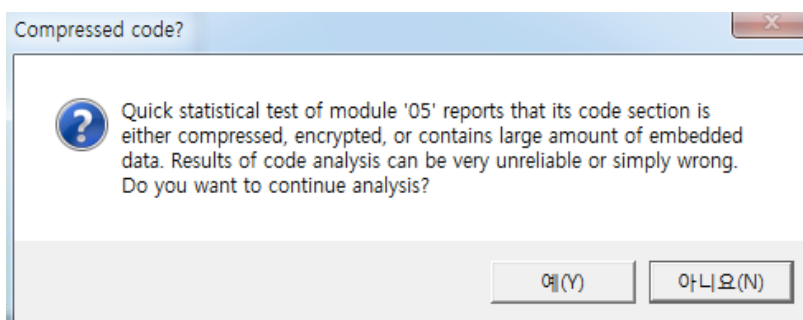 Compressed code?
Quick statistical test of module '05' reports that its code section is
either compressed, encrypted, or contains large amount of embedded
data. Results of code analysis can be very unreliable or simply wrong.
Do you want to continue analysis?
예(Y)
아니요(N)